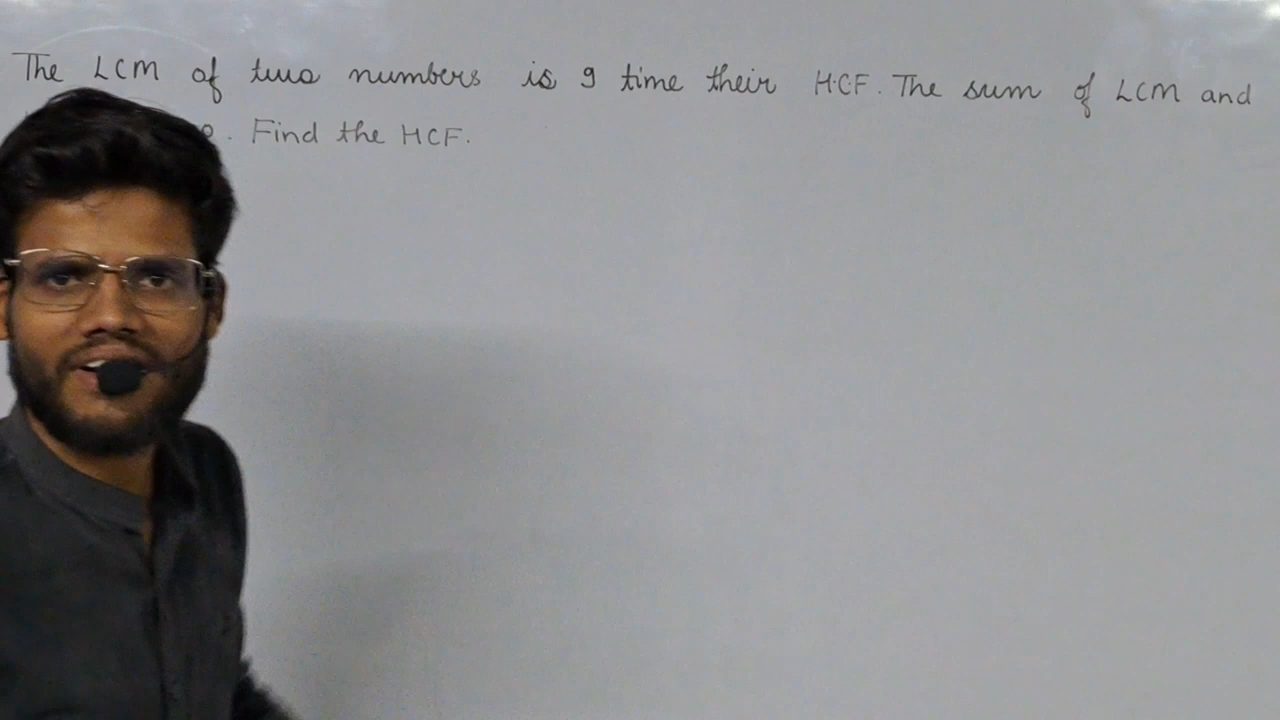 The LCM of two numbers is 9 time their HCF. The sum of LCM and
. Find the HCF.